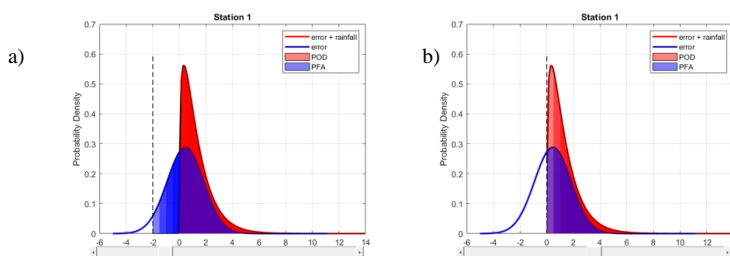 a)
Station 1
0.7
0.6
0.5
0.4
0.3
0.2
0.1
0
Probability Density
-6 -4 -2 0 2 4 6 8 10 12 14
error + rainfall
error
POD
PFA
b)
Station 1
0.7
0.6
0.5
0.4
0.3
0.2
0.1
0
Probability Density
-6 -4 -2 0 2 4 6 8 10 12
error + rainfall
error
POD
PFA